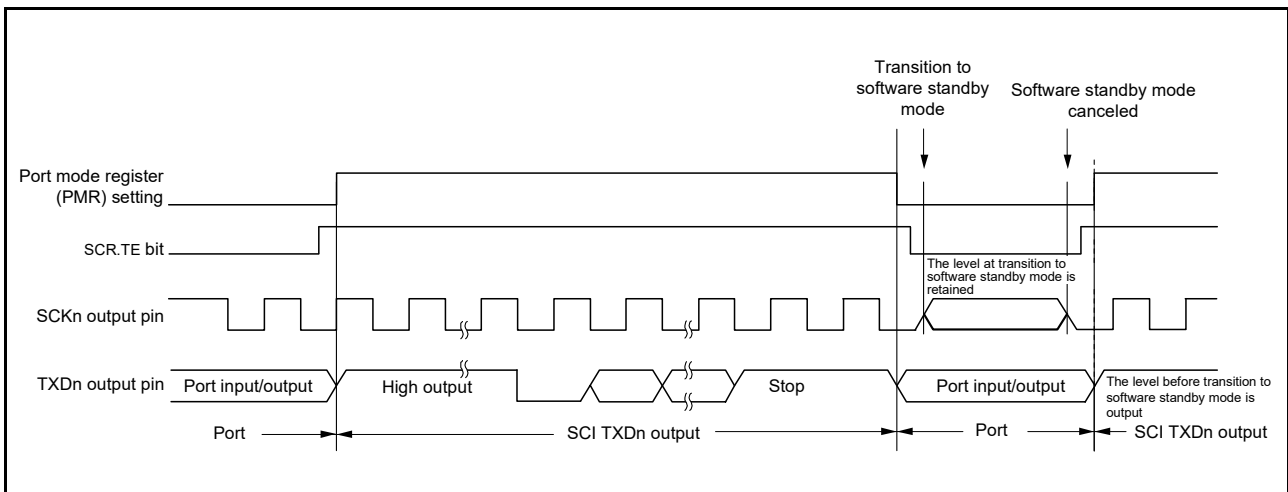 Transition to
software standby
mode
Software standby mode
canceled
Port mode register
(PMR) setting
SCR.TE bit
The level at transition to
software standby mode is
retained
SCKn output pin
TXDn output pin
Port input/output
High output
Stop
Port input/output
The level before transition to
software standby mode is
output
Port
SCI TXDn output
Port
SCI TXDn output